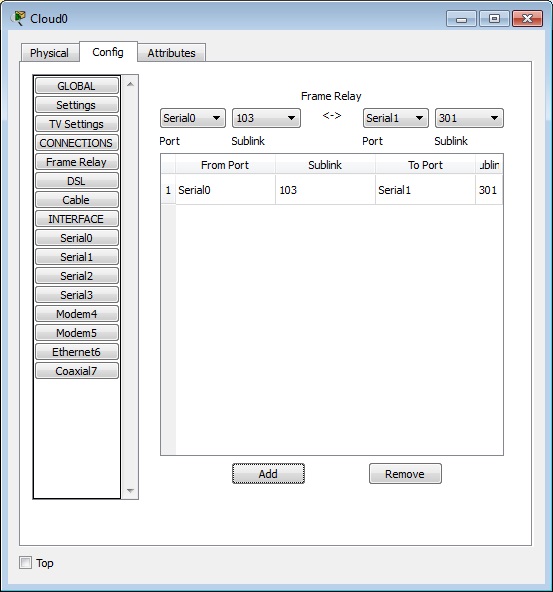 Cloud0
Physical Config Attributes
GLOBAL
Settings
TV Settings
CONNECTIONS
Frame Relay
DSL
Cable
INTERFACE
Serial0
Serial1
Serial2
Serial3
Modem4
Modem5
Ethernet6
Coaxial7
Frame Relay
Serial0 103 <-> Serial1 301
Port Sublink Port Sublink
From Port Sublink To Port ublin
1 Serial0 103 Serial1 301
Add Remove
Top